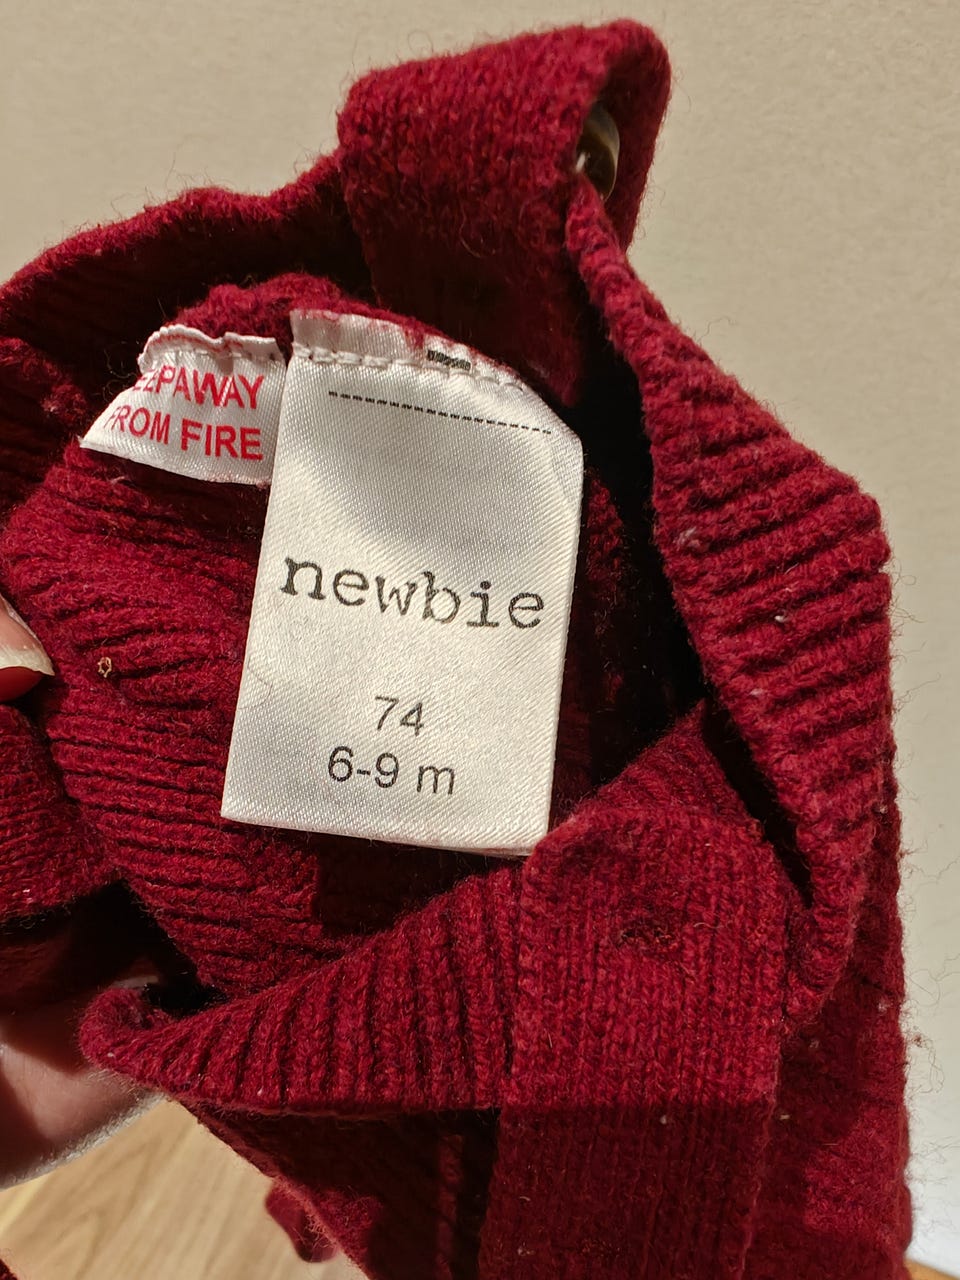 EEPAWAY
FROM FIRE
newbie
74
6-9 m